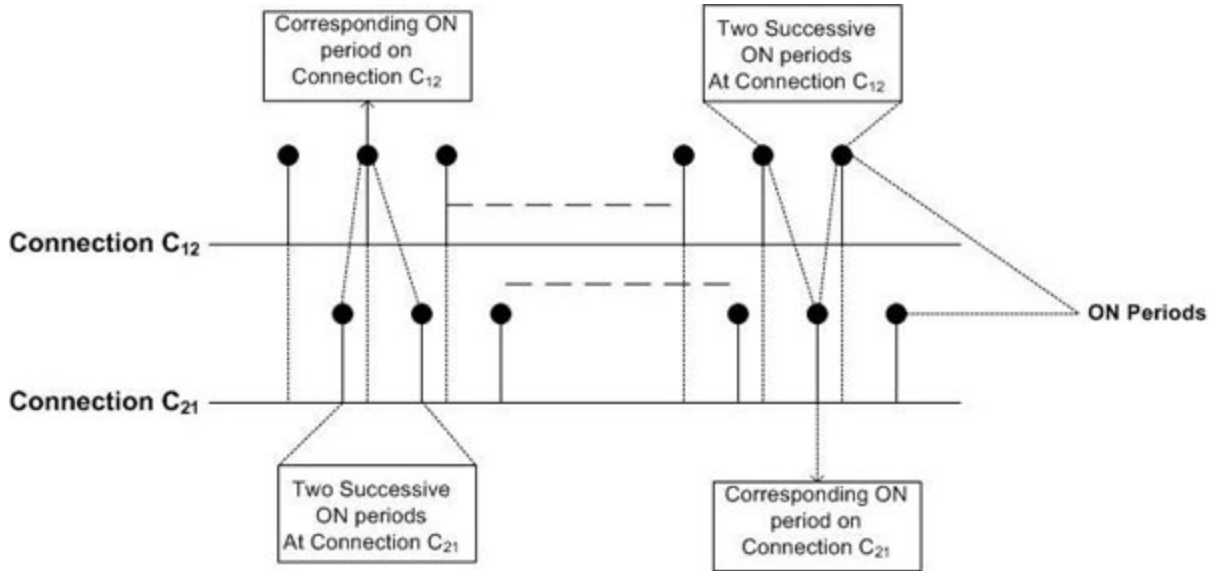 Corresponding ON
period on
Connection C₁₂
Two Successive
ON periods
At Connection C₁₂
Connection C₁₂
ON Periods
Connection C₂₁
Two Successive
ON periods
At Connection C₂₁
Corresponding ON
period on
Connection C₂₁